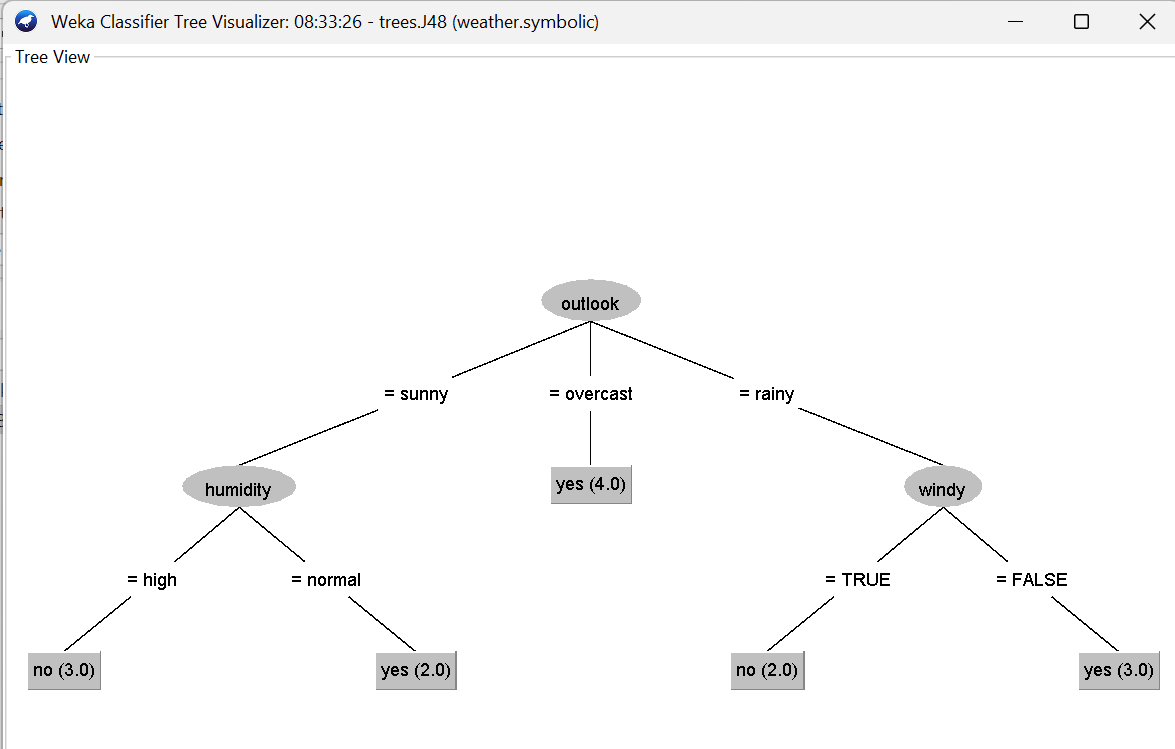 Weka Classifier Tree Visualizer: 08:33:26 - trees.J48 (weather.symbolic)
Tree View
outlook
= sunny
= overcast
= rainy
humidity
yes (4.0)
windy
= high
= normal
= TRUE
= FALSE
no (3.0)
yes (2.0)
no (2.0)
yes (3.0)